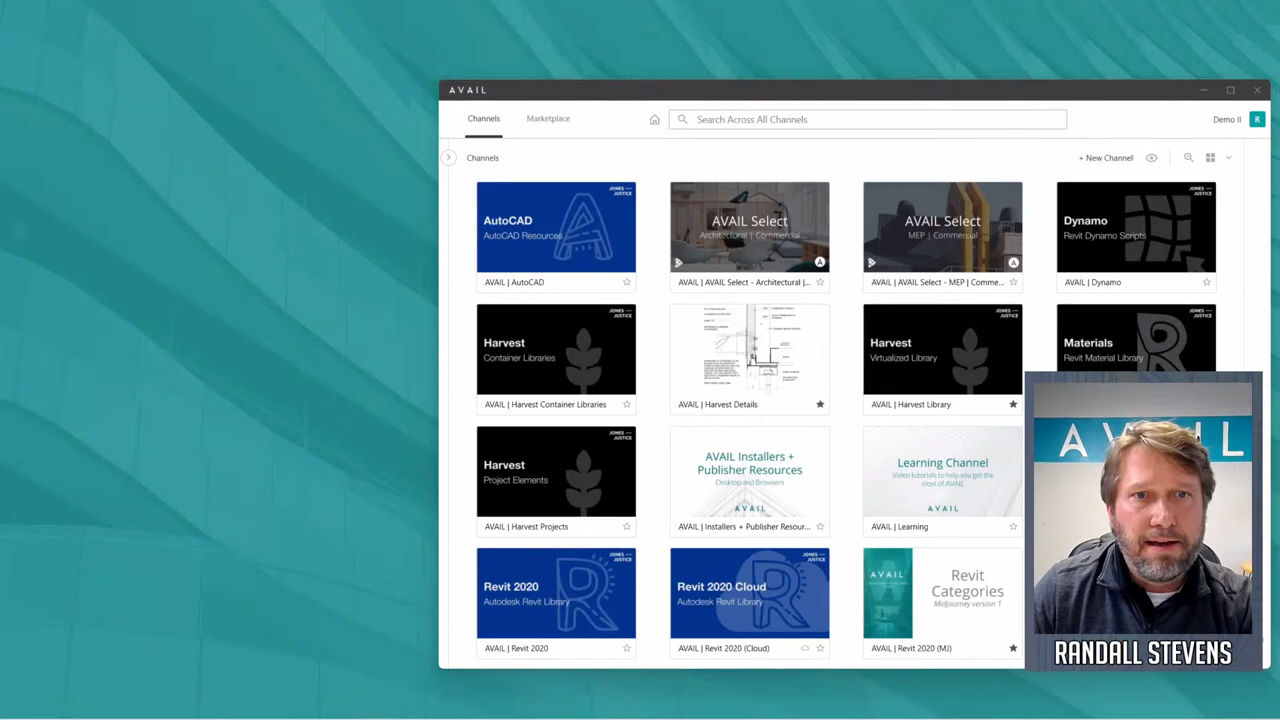 AVAIL
Channels
Marketplace
Search Across All Channels
Demo II
R
Channels
+ New Channel
JONES—
JUSTICE
AutoCAD
AutoCAD Resources
AVAIL | AutoCAD
AVAIL Select
Architectural | Commercial
AVAIL | AVAIL Select - Architectural |...
AVAIL Select
MEP | Commercial
AVAIL | AVAIL Select - MEP | Comme...
JONES—
JUSTICE
Dynamo
Revit Dynamo Scripts
AVAIL | Dynamo
JONES—
JUSTICE
Harvest
Container Libraries
AVAIL | Harvest Container Libraries
AVAIL | Harvest Details
JONES—
JUSTICE
Harvest
Virtualized Library
AVAIL | Harvest Library
JONES—
JUSTICE
Materials
Revit Material Library
JONES—
JUSTICE
Harvest
Project Elements
AVAIL | Harvest Projects
AVAIL Installers +
Publisher Resources
Desktop and Browsers
AVAIL
AVAIL | Installers + Publisher Resour...
Learning Channel
Video tutorials to help you get the
most of AVAIL
AVAIL
AVAIL | Learning
JONES—
JUSTICE
Revit 2020
Autodesk Revit Library
AVAIL | Revit 2020
JONES—
JUSTICE
Revit 2020 Cloud
Autodesk Revit Library
AVAIL | Revit 2020 (Cloud)
AVAIL
Revit
Categories
Midjourney version 1
AVAIL | Revit 2020 (MJ)
RANDALL STEVENS